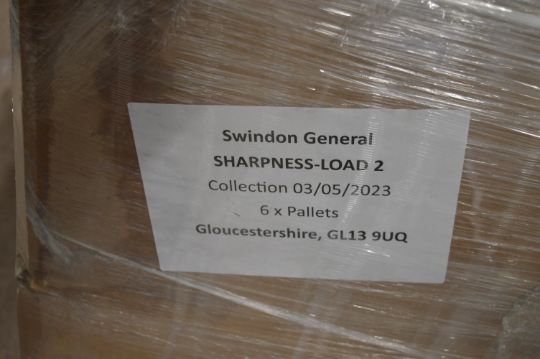 Swindon General
SHARPNESS-LOAD 2
Collection 03/05/2023
6 x Pallets
Gloucestershire, GL13 9UQ